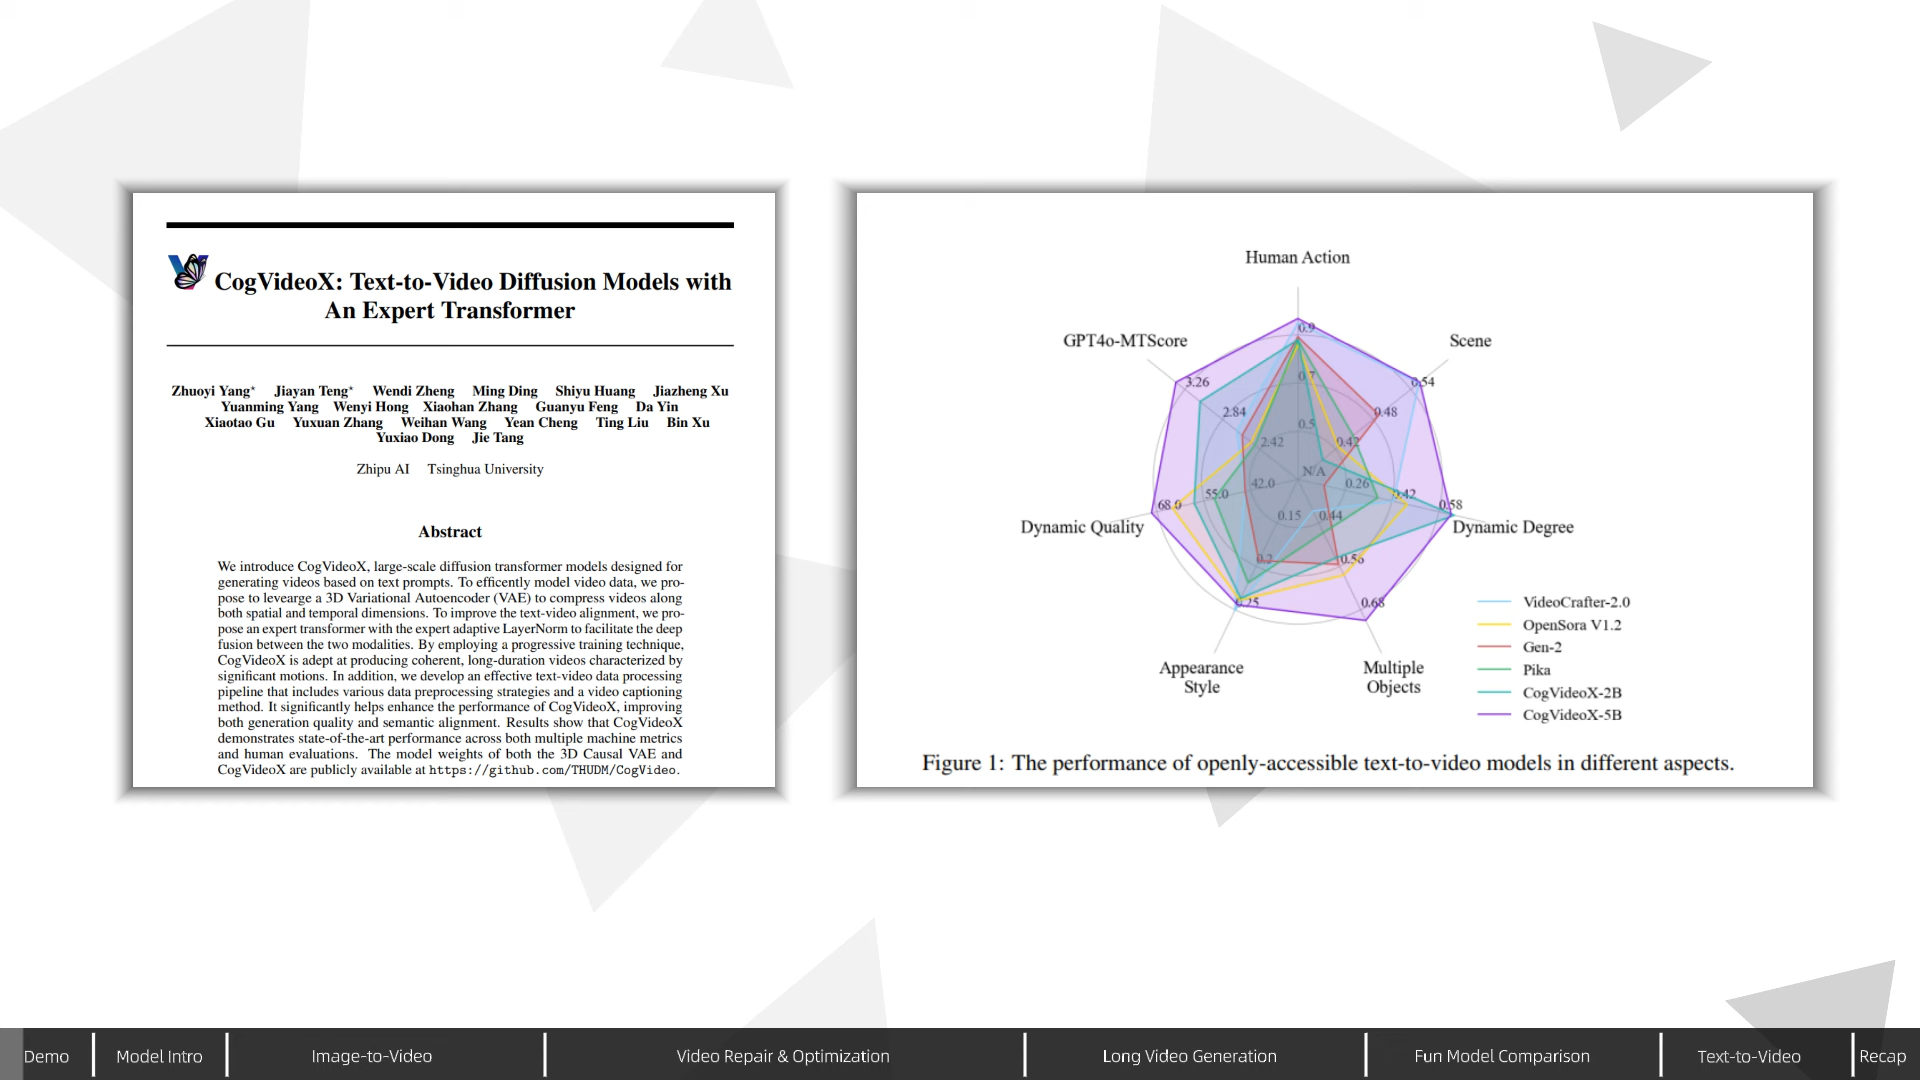 CogVideoX: Text-to-Video Diffusion Models with
An Expert Transformer
Zhuoyi Yang* Jiayan Teng* Wendi Zheng Ming Ding Shiyu Huang Jiazheng Xu
Yuanming Yang Wenyi Hong Xiaohan Zhang Guanyu Feng Da Yin
Xiaotao Gu Yuxuan Zhang Weihan Wang Yean Cheng Ting Liu Bin Xu
Yuxiao Dong Jie Tang
Zhipu AI Tsinghua University
Abstract
We introduce CogVideoX, large-scale diffusion transformer models designed for
generating videos based on text prompts. To efficently model video data, we pro-
pose to levearge a 3D Variational Autoencoder (VAE) to compress videos along
both spatial and temporal dimensions. To improve the text-video alignment, we pro-
pose an expert transformer with the expert adaptive LayerNorm to facilitate the deep
fusion between the two modalities. By employing a progressive training technique,
CogVideoX is adept at producing coherent, long-duration videos characterized by
significant motions. In addition, we develop an effective text-video data processing
pipeline that includes various data preprocessing strategies and a video captioning
method. It significantly helps enhance the performance of CogVideoX, improving
both generation quality and semantic alignment. Results show that CogVideoX
demonstrates state-of-the-art performance across both multiple machine metrics
and human evaluations. The model weights of both the 3D Causal VAE and
CogVideoX are publicly available at https://github.com/THUDM/CogVideo.
Human Action
GPT4o-MTScore
Scene
0.9
0.7
0.5
3.26
2.84
2.42
0.54
0.48
0.42
N/A
68.0
55.0
42.0
0.26
0.42
0.58
Dynamic Quality
Dynamic Degree
0.15
0.2
0.25
0.44
0.56
0.68
Appearance
Style
Multiple
Objects
VideoCrafter-2.0
OpenSora V1.2
Gen-2
Pika
CogVideoX-2B
CogVideoX-5B
Figure 1: The performance of openly-accessible text-to-video models in different aspects.
Demo
Model Intro
Image-to-Video
Video Repair & Optimization
Long Video Generation
Fun Model Comparison
Text-to-Video
Recap